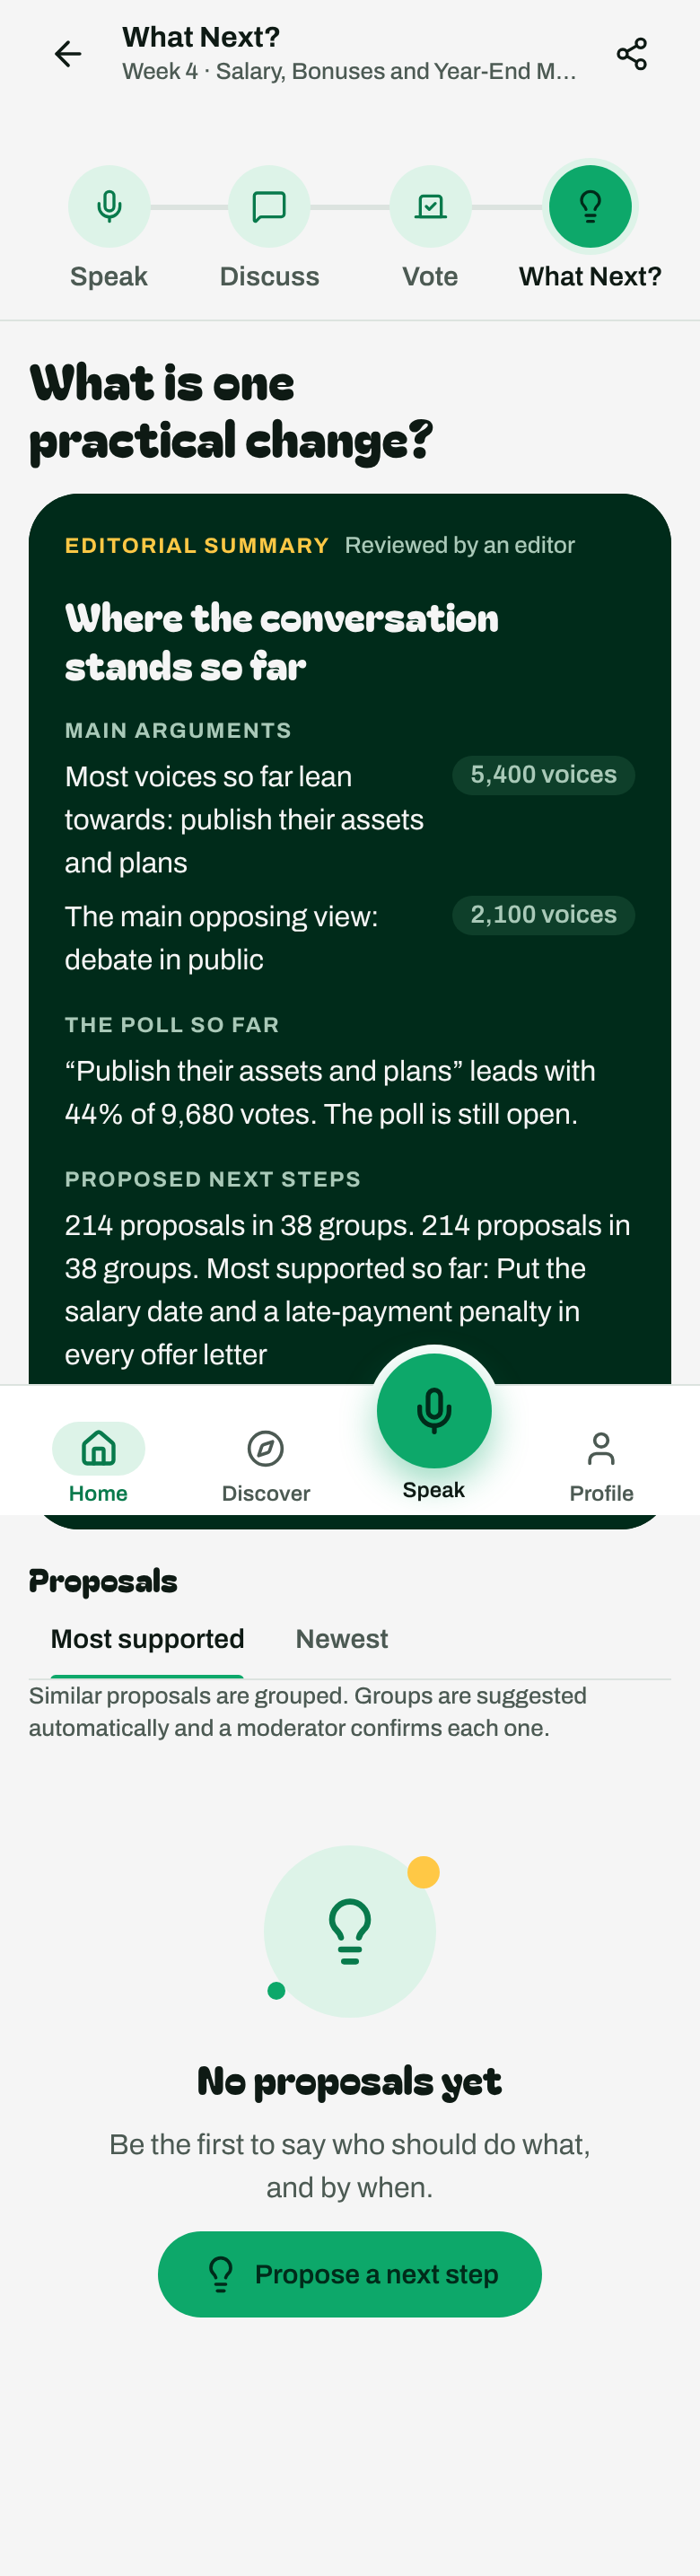 What Next?
Week 4 · Salary, Bonuses and Year-End M...
Speak
Discuss
Vote
What Next?
What is one
practical change?
EDITORIAL SUMMARY Reviewed by an editor
Where the conversation
stands so far
MAIN ARGUMENTS
Most voices so far lean
towards: publish their assets
and plans
5,400 voices
The main opposing view:
debate in public
2,100 voices
THE POLL SO FAR
“Publish their assets and plans” leads with
44% of 9,680 votes. The poll is still open.
PROPOSED NEXT STEPS
214 proposals in 38 groups. 214 proposals in
38 groups. Most supported so far: Put the
salary date and a late-payment penalty in
every offer letter
Home
Discover
Speak
Profile
Proposals
Most supported
Newest
Similar proposals are grouped. Groups are suggested
automatically and a moderator confirms each one.
No proposals yet
Be the first to say who should do what,
and by when.
Propose a next step